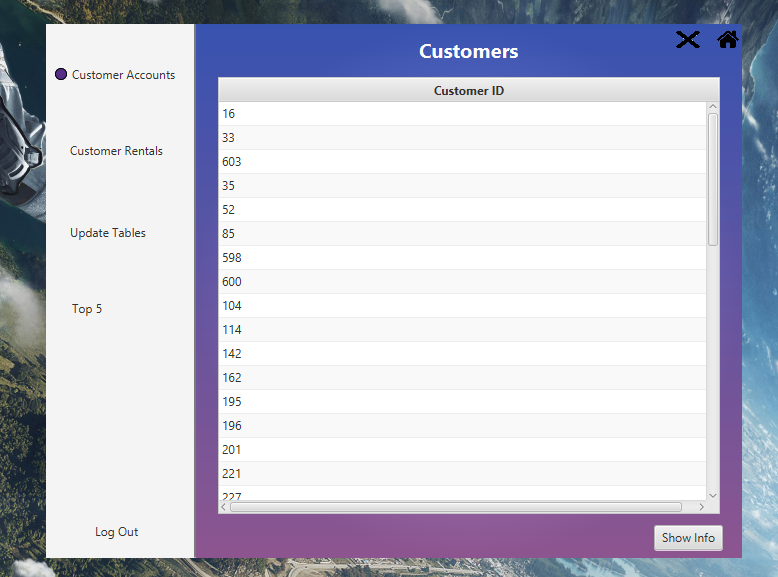 Customers
Customer Accounts
Customer Rentals
Update Tables
Top 5
Log Out
Customer ID
16
33
603
35
52
85
598
600
104
114
142
162
195
196
201
221
227
Show Info